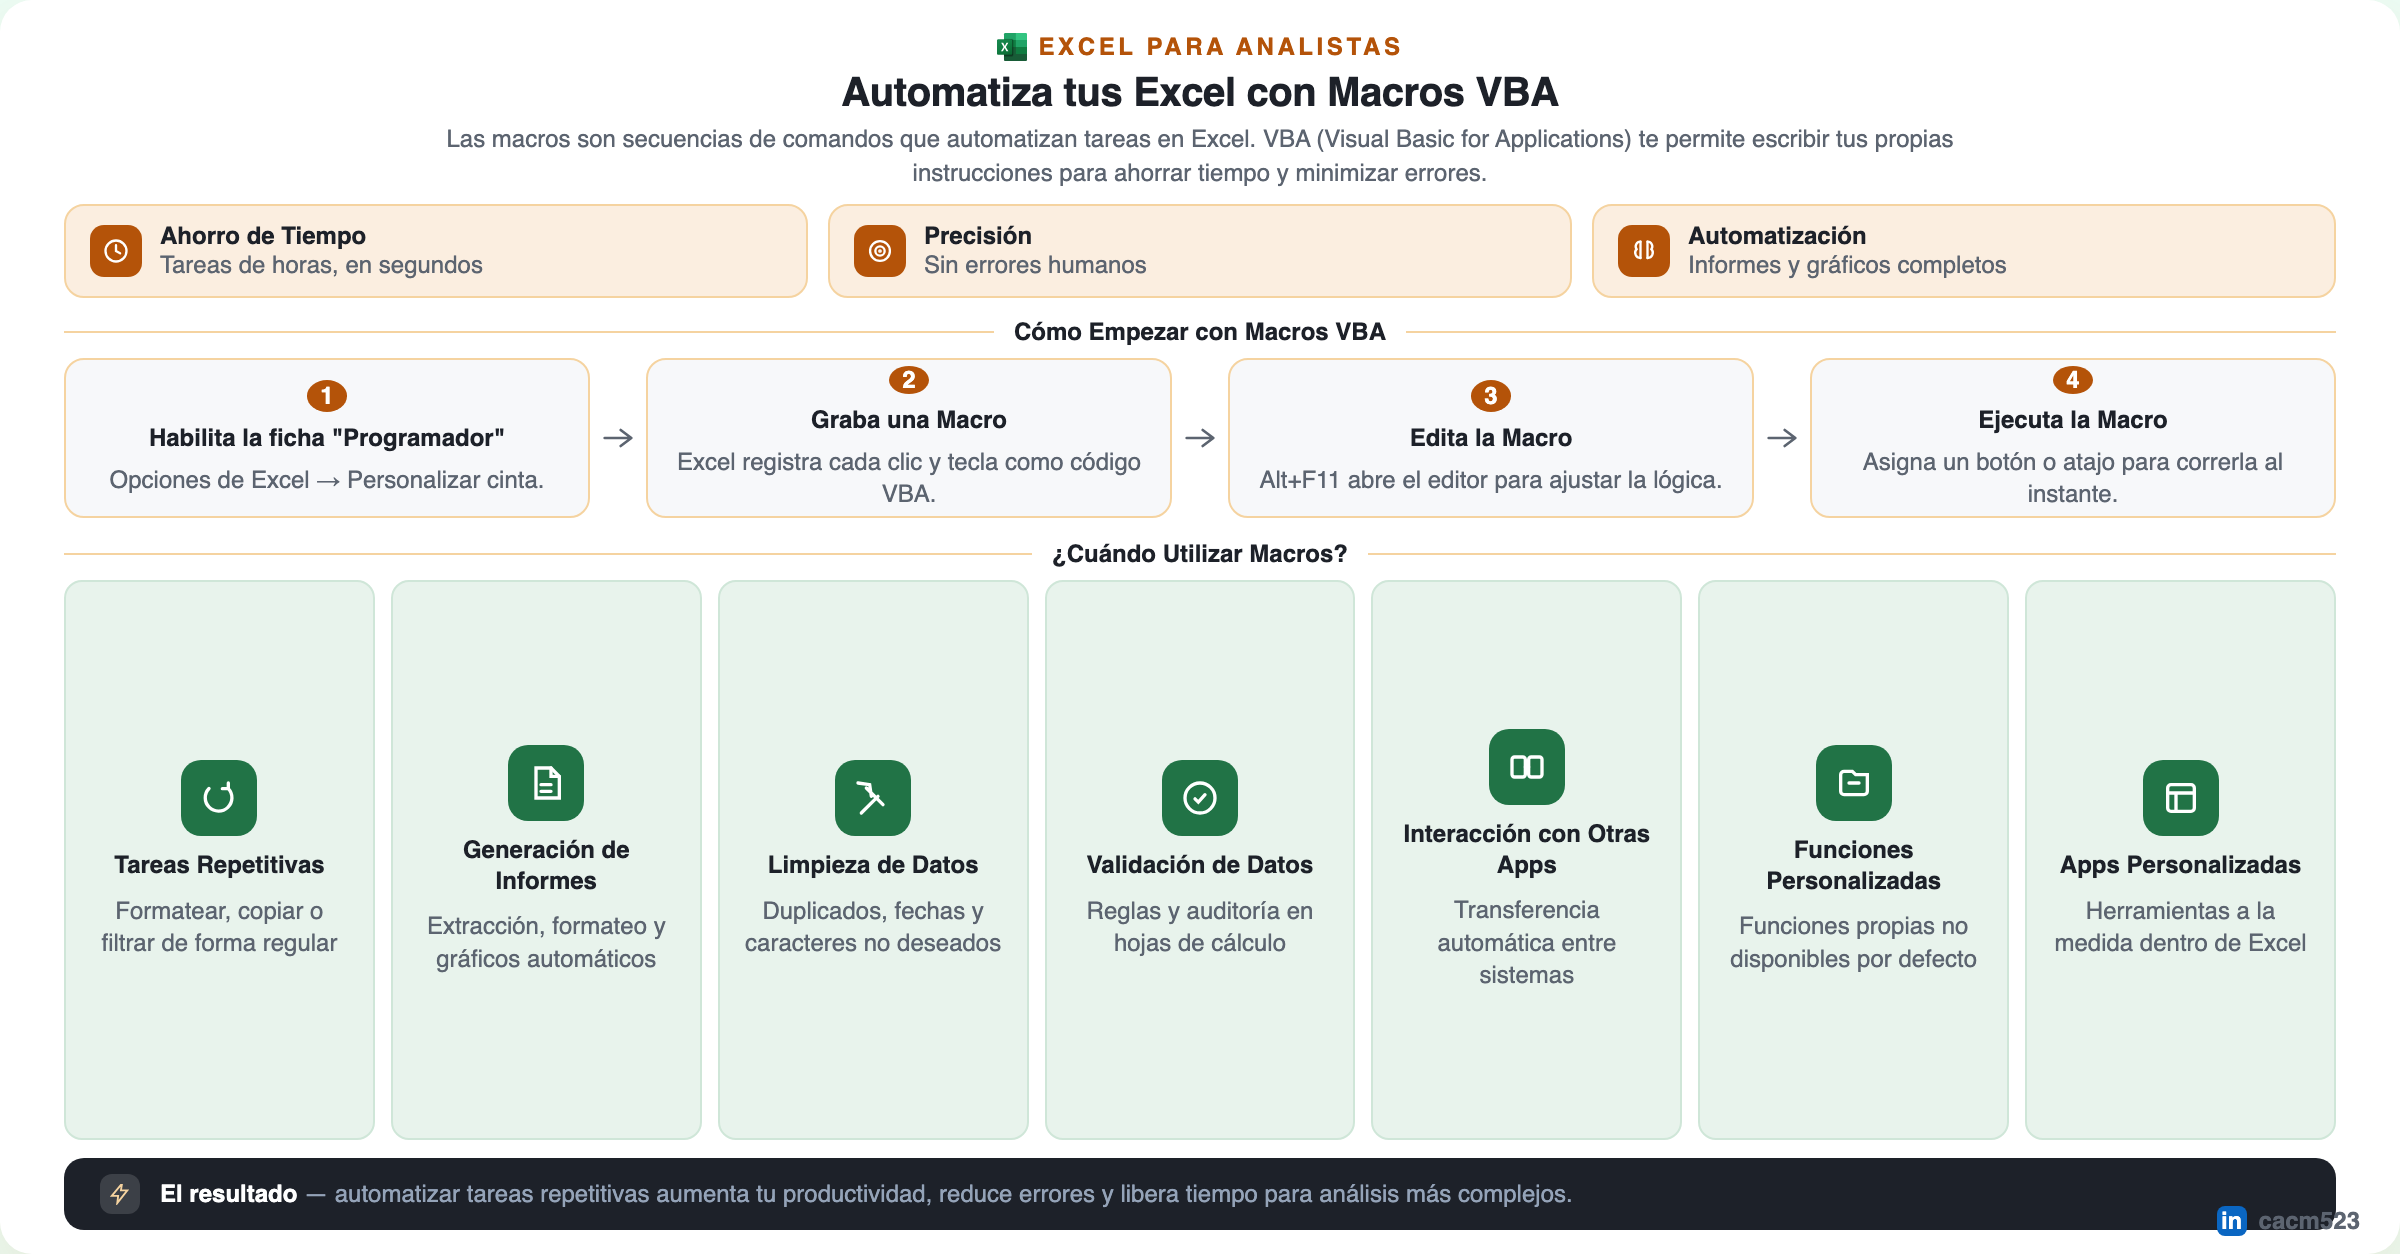 EXCEL PARA ANALISTAS
Automatiza tus Excel con Macros VBA
Las macros son secuencias de comandos que automatizan tareas en Excel. VBA (Visual Basic for Applications) te permite escribir tus propias
instrucciones para ahorrar tiempo y minimizar errores.
Ahorro de Tiempo
Tareas de horas, en segundos
Precisión
Sin errores humanos
Automatización
Informes y gráficos completos
Cómo Empezar con Macros VBA
1
Habilita la ficha "Programador"
Opciones de Excel → Personalizar cinta.
2
Graba una Macro
Excel registra cada clic y tecla como código
VBA.
3
Edita la Macro
Alt+F11 abre el editor para ajustar la lógica.
4
Ejecuta la Macro
Asigna un botón o atajo para correrla al
instante.
¿Cuándo Utilizar Macros?
Tareas Repetitivas
Formatear, copiar o
filtrar de forma regular
Generación de
Informes
Extracción, formateo y
gráficos automáticos
Limpieza de Datos
Duplicados, fechas y
caracteres no deseados
Validación de Datos
Reglas y auditoría en
hojas de cálculo
Interacción con Otras
Apps
Transferencia
automática entre
sistemas
Funciones
Personalizadas
Funciones propias no
disponibles por defecto
Apps Personalizadas
Herramientas a la
medida dentro de Excel
El resultado — automatizar tareas repetitivas aumenta tu productividad, reduce errores y libera tiempo para análisis más complejos.
in cacm523